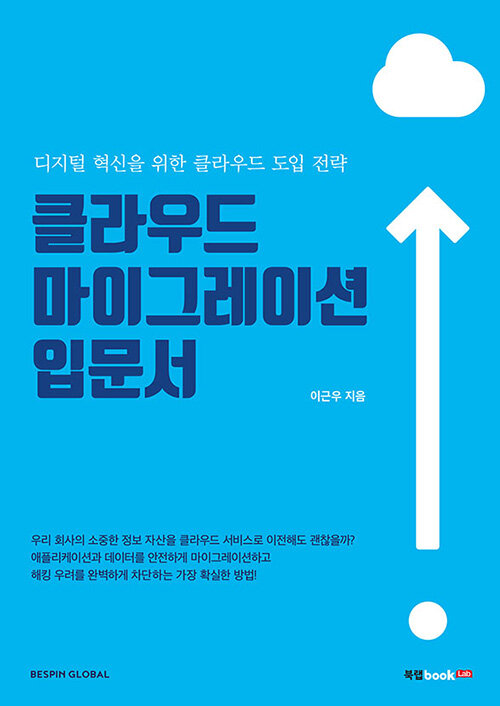 디지털 혁신을 위한 클라우드 도입 전략
클라우드
마이그레이션
입문서
이근우 지음
우리 회사의 소중한 정보 자산을 클라우드 서비스로 이전해도 괜찮을까?
애플리케이션과 데이터를 안전하게 마이그레이션하고
해킹 우려를 완벽하게 차단하는 가장 확실한 방법!
BESPIN GLOBAL
북랩book Lab